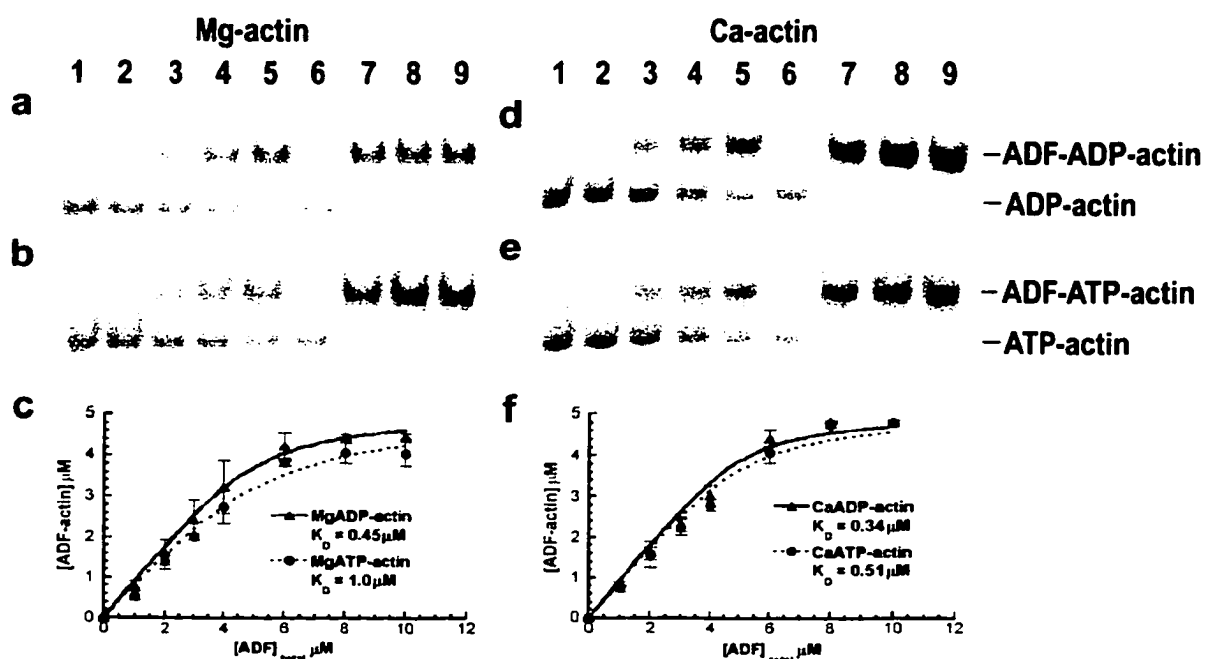 Mg-actin
Ca-actin
1 2 3 4 5 6 7 8 9
1 2 3 4 5 6 7 8 9
a
d
–ADF-ADP-actin
–ADP-actin
b
e
–ADF-ATP-actin
–ATP-actin
c
f
[ADF-actin] μM
5
4
3
2
1
0
MgADP-actin
K_D = 0.45μM
MgATP-actin
K_D = 1.0μM
0 2 4 6 8 10 12
[ADF] μM
[ADF-actin] μM
5
4
3
2
1
0
CaADP-actin
K_D = 0.34μM
CaATP-actin
K_D = 0.51μM
0 2 4 6 8 10 12
[ADF] μM